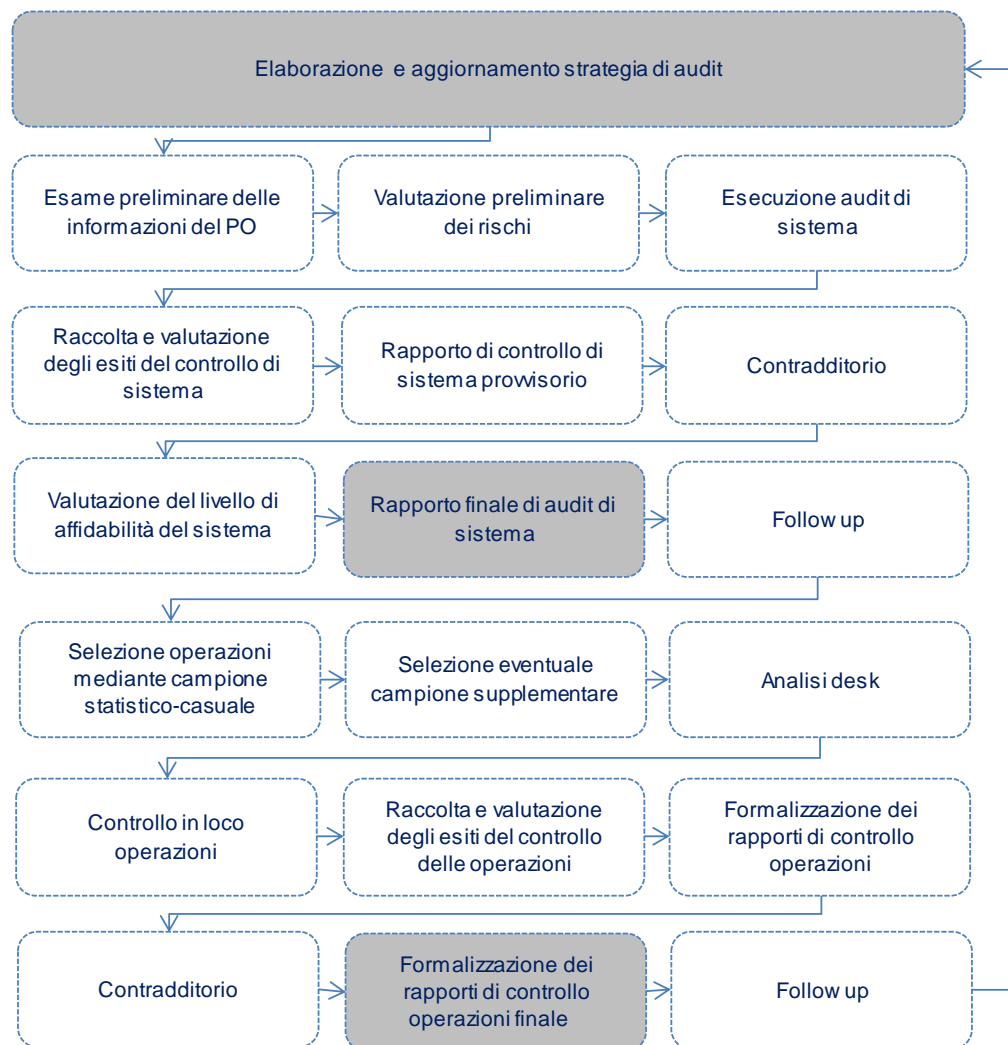 Elaborazione e aggiornamento strategia di audit
Esame preliminare delle
informazioni del PO
Valutazione preliminare
dei rischi
Esecuzione audit di
sistema
Raccolta e valutazione
degli esiti del controllo di
sistema
Rapporto di controllo di
sistema provvisorio
Contradditorio
Valutazione del livello di
affidabilità del sistema
Rapporto finale di audit di
sistema
Follow up
Selezione operazioni
mediante campione
statistico-casuale
Selezione eventuale
campione supplementare
Analisi desk
Controllo in loco
operazioni
Raccolta e valutazione
degli esiti del controllo
delle operazioni
Formalizzazione dei
rapporti di controllo
operazioni
Contradditorio
Formalizzazione dei
rapporti di controllo
operazioni finale
Follow up